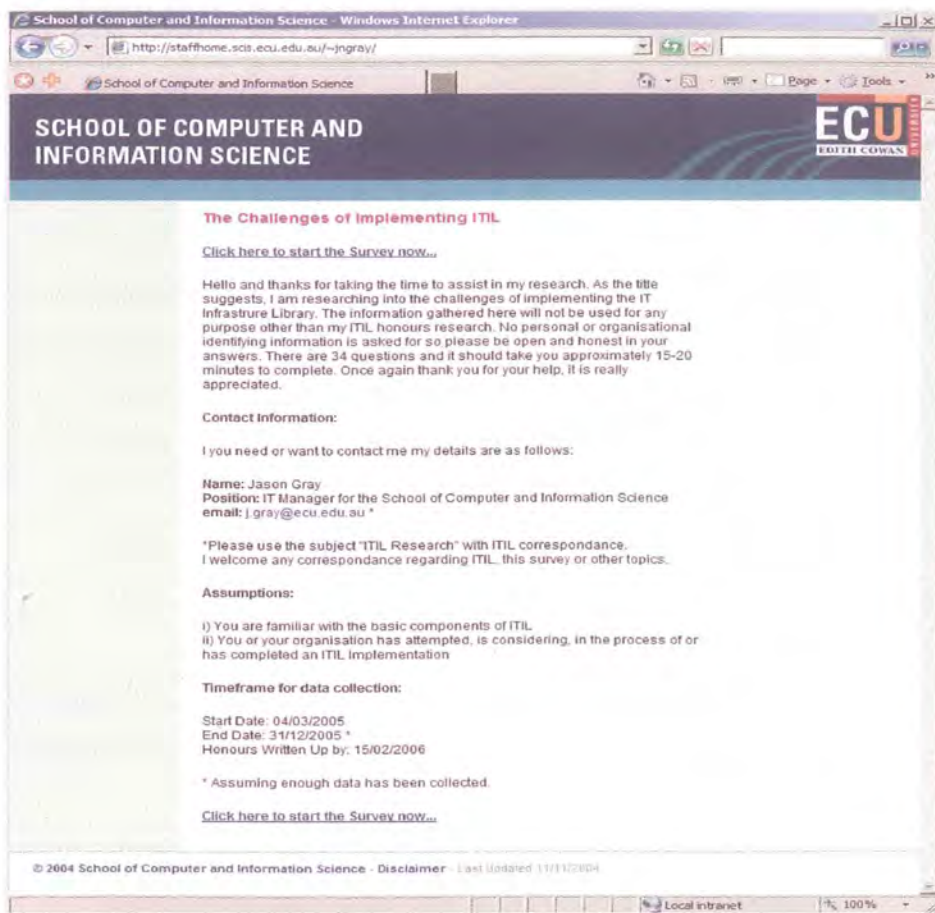 School of Computer and Information Science - Windows Internet Explorer
http://staffhome.scis.ecu.edu.au/~jngray/
School of Computer and Information Science
Page
Tools
SCHOOL OF COMPUTER AND
INFORMATION SCIENCE
ECU
EDITH COWAN
UNIVERSITY
The Challenges of Implementing ITIL
Click here to start the Survey now...
Hello and thanks for taking the time to assist in my research. As the title
suggests, I am researching into the challenges of implementing the IT
Infrastrure Library. The information gathered here will not be used for any
purpose other than my ITIL honours research. No personal or organisational
identifying information is asked for so please be open and honest in your
answers. There are 34 questions and it should take you approximately 15-20
minutes to complete. Once again thank you for your help, it is really
appreciated.
Contact Information:
I you need or want to contact me my details are as follows:
Name: Jason Gray
Position: IT Manager for the School of Computer and Information Science
email: j.gray@ecu.edu.au *
*Please use the subject "ITIL Research" with ITIL correspondance.
I welcome any correspondance regarding ITIL, this survey or other topics.
Assumptions:
i) You are familiar with the basic components of ITIL
ii) You or your organisation has attempted, is considering, in the process of or
has completed an ITIL Implementation
Timeframe for data collection:
Start Date: 04/03/2005
End Date: 31/12/2005 *
Honours Written Up by: 15/02/2006
* Assuming enough data has been collected.
Click here to start the Survey now...
© 2004 School of Computer and Information Science - Disclaimer - Last Updated 11/11/2004
Local intranet
100%